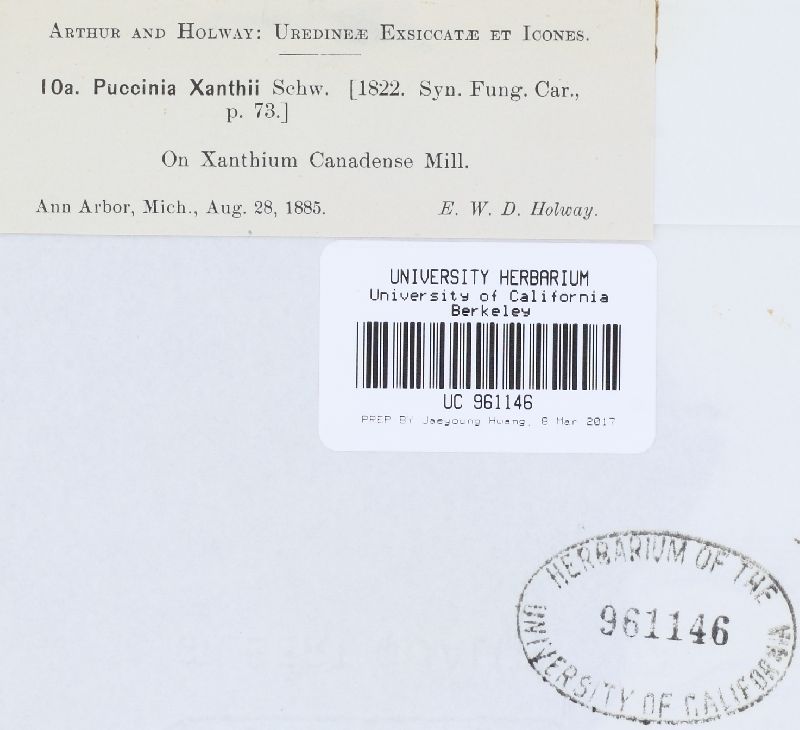 ARTHUR AND HOLWAY: UREDINEÆ EXSICCATÆ ET ICONES.
10a. Puccinia Xanthii Schw. [1822. Syn. Fung. Car.,
p. 73.]
On Xanthium Canadense Mill.
Ann Arbor, Mich., Aug. 28, 1885. E. W. D. Holway.
UNIVERSITY HERBARIUM
University of California
Berkeley
UC 961146
PREP BY Jaeyoung Huang, 8 Mar 2017
HERBARIUM OF THE
961146
UNIVERSITY OF CALIFORNIA